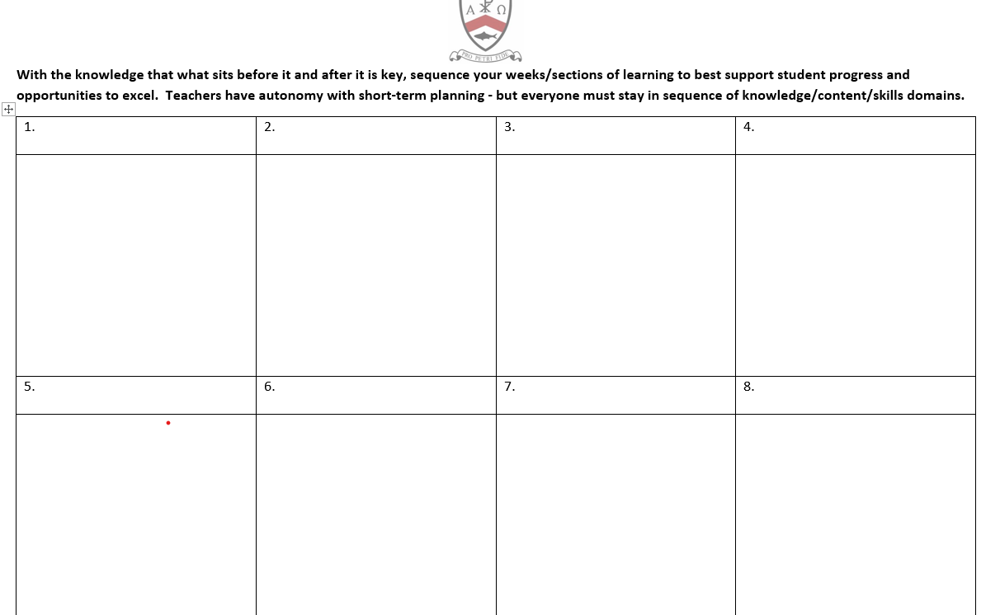 Α Ω
PRO PETRI FIDE
With the knowledge that what sits before it and after it is key, sequence your weeks/sections of learning to best support student progress and
opportunities to excel.  Teachers have autonomy with short-term planning - but everyone must stay in sequence of knowledge/content/skills domains.
1. 2. 3. 4.
5. 6. 7. 8.